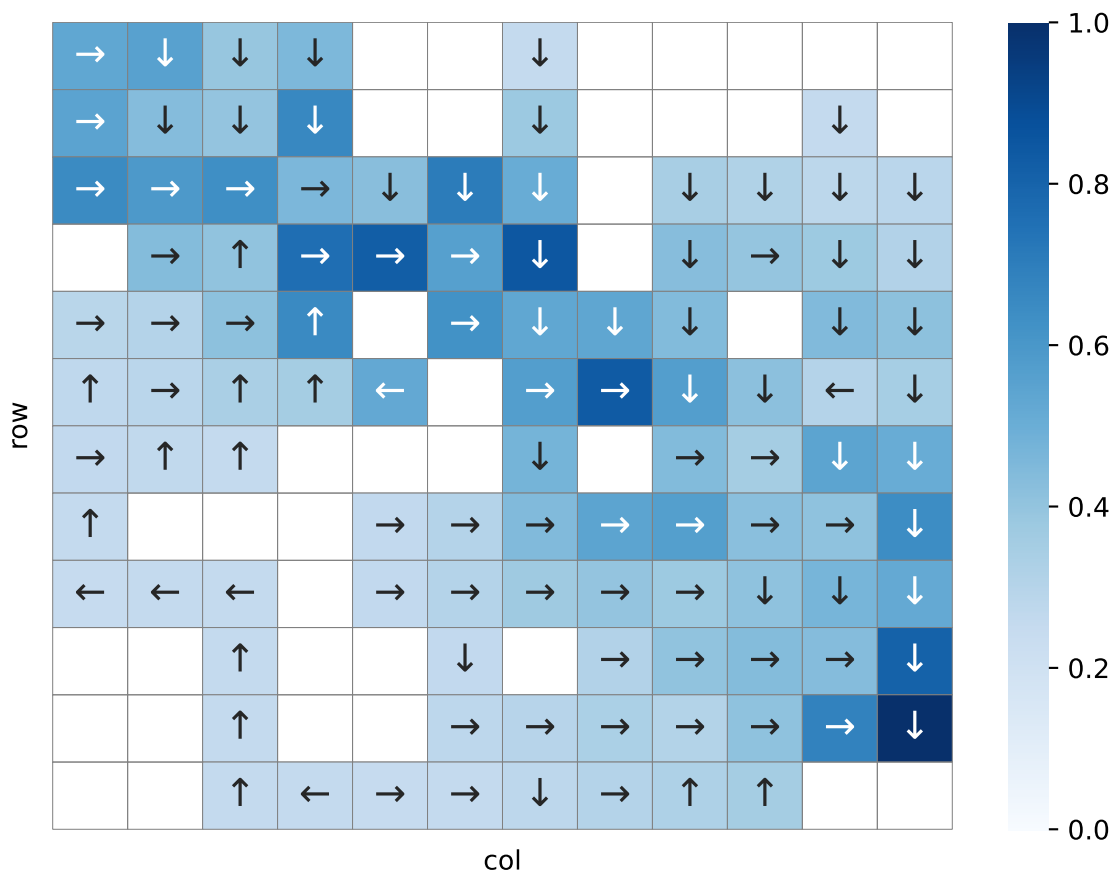 → ↓ ↓ ↓ ↓
→ ↓ ↓ ↓ ↓ ↓
→ → → → ↓ ↓ ↓ ↓ ↓ ↓ ↓
→ ↑ → → → ↓ ↓ → ↓ ↓
→ → → ↑ → ↓ ↓ ↓ ↓ ↓
↑ → ↑ ↑ ← → → ↓ ↓ ← ↓
→ ↑ ↑ ↓ → → ↓ ↓
↑ → → → → → → → ↓
← ← ← → → → → → ↓ ↓ ↓
↑ ↓ → → → → ↓
↑ → → → → → → ↓
↑ ← → → ↓ → ↑ ↑
row
col
1.0
0.8
0.6
0.4
0.2
0.0